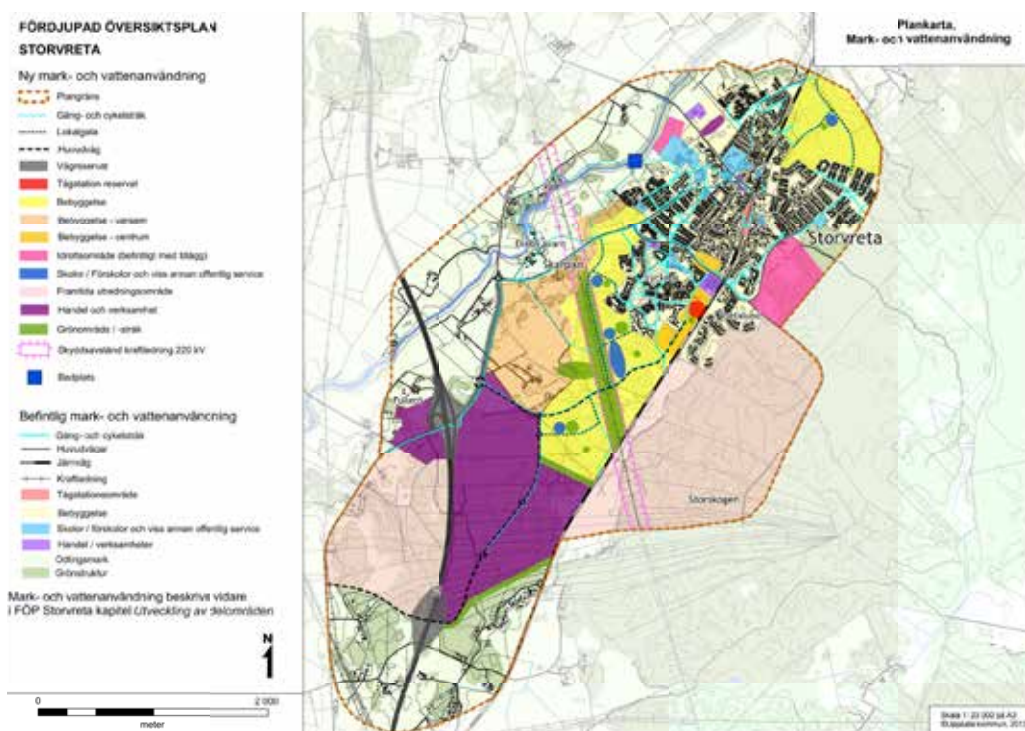 FÖRDJUPAD ÖVERSIKTSPLAN
STORVRETA
Ny mark- och vattenanvändning
Plangräns
Gång- och cykelstråk
Lokalgata
Huvudväg
Vägreservat
Tågstation reservat
Bebyggelse
Bebyggelse - varsam
Bebyggelse - centrum
Idrottsområde (befintligt med tillägg)
Skolor / Förskolor och viss annan offentlig service
Framtida utredningsområde
Handel och verksamhet
Grönområde / -stråk
Skyddsavstånd kraftledning 220 kV
Badplats
Befintlig mark- och vattenanvändning
Gång- och cykelstråk
Huvudvägar
Järnväg
Kraftledning
Tågstationsområde
Bebyggelse
Skolor / förskolor och viss annan offentlig service
Handel / verksamheter
Odlingsmark
Grönstruktur
Mark- och vattenanvändning beskrivs vidare
i FÖP Storvreta kapitel Utveckling av delområden
N
0 2 000
meter
Plankarta,
Mark- och vattenanvändning
Storvreta
Fullerö
Storskogen